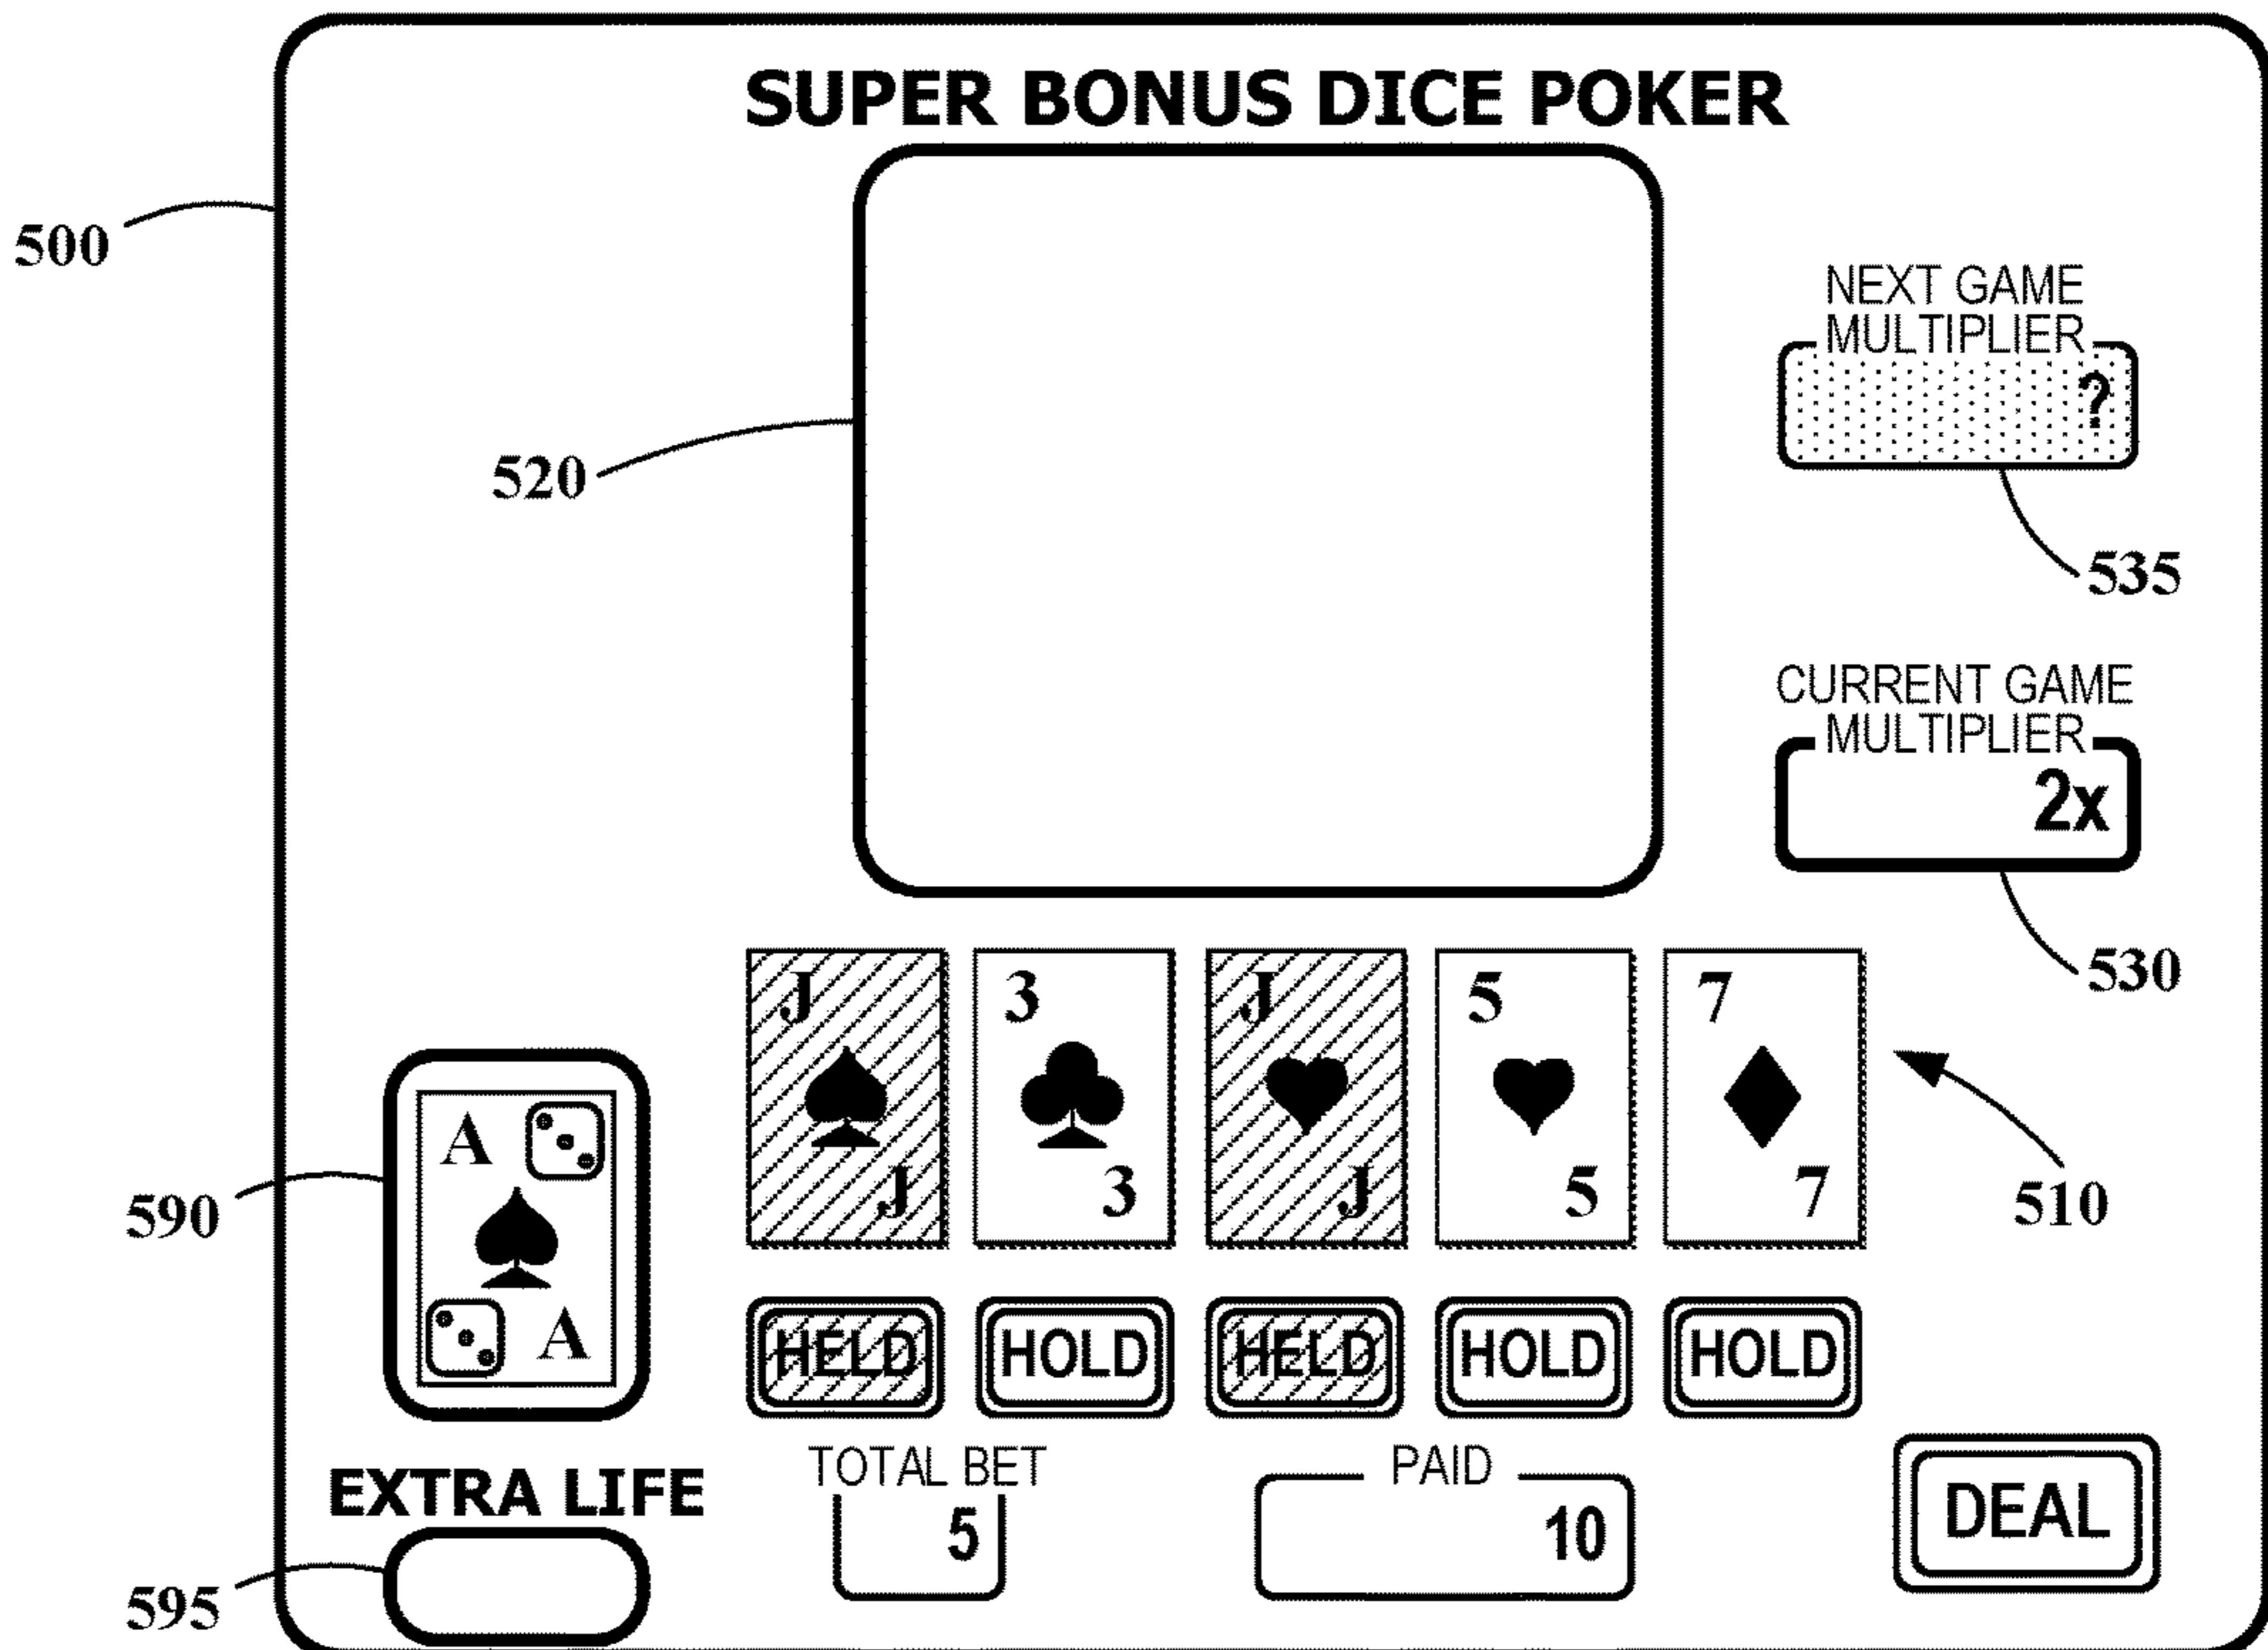 SUPER BONUS DICE POKER
500
520
NEXT GAME
MULTIPLIER
?
535
CURRENT GAME
MULTIPLIER
2x
530
J 3 J 5 7
J 3 J 5 7
510
A
A
590
HELD HOLD HELD HOLD HOLD
EXTRA LIFE
595
TOTAL BET
5
PAID
10
DEAL